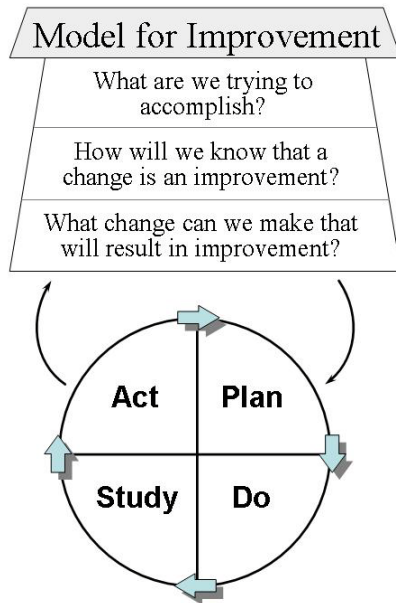 Model for Improvement
What are we trying to
accomplish?
How will we know that a
change is an improvement?
What change can we make that
will result in improvement?
Act
Plan
Study
Do